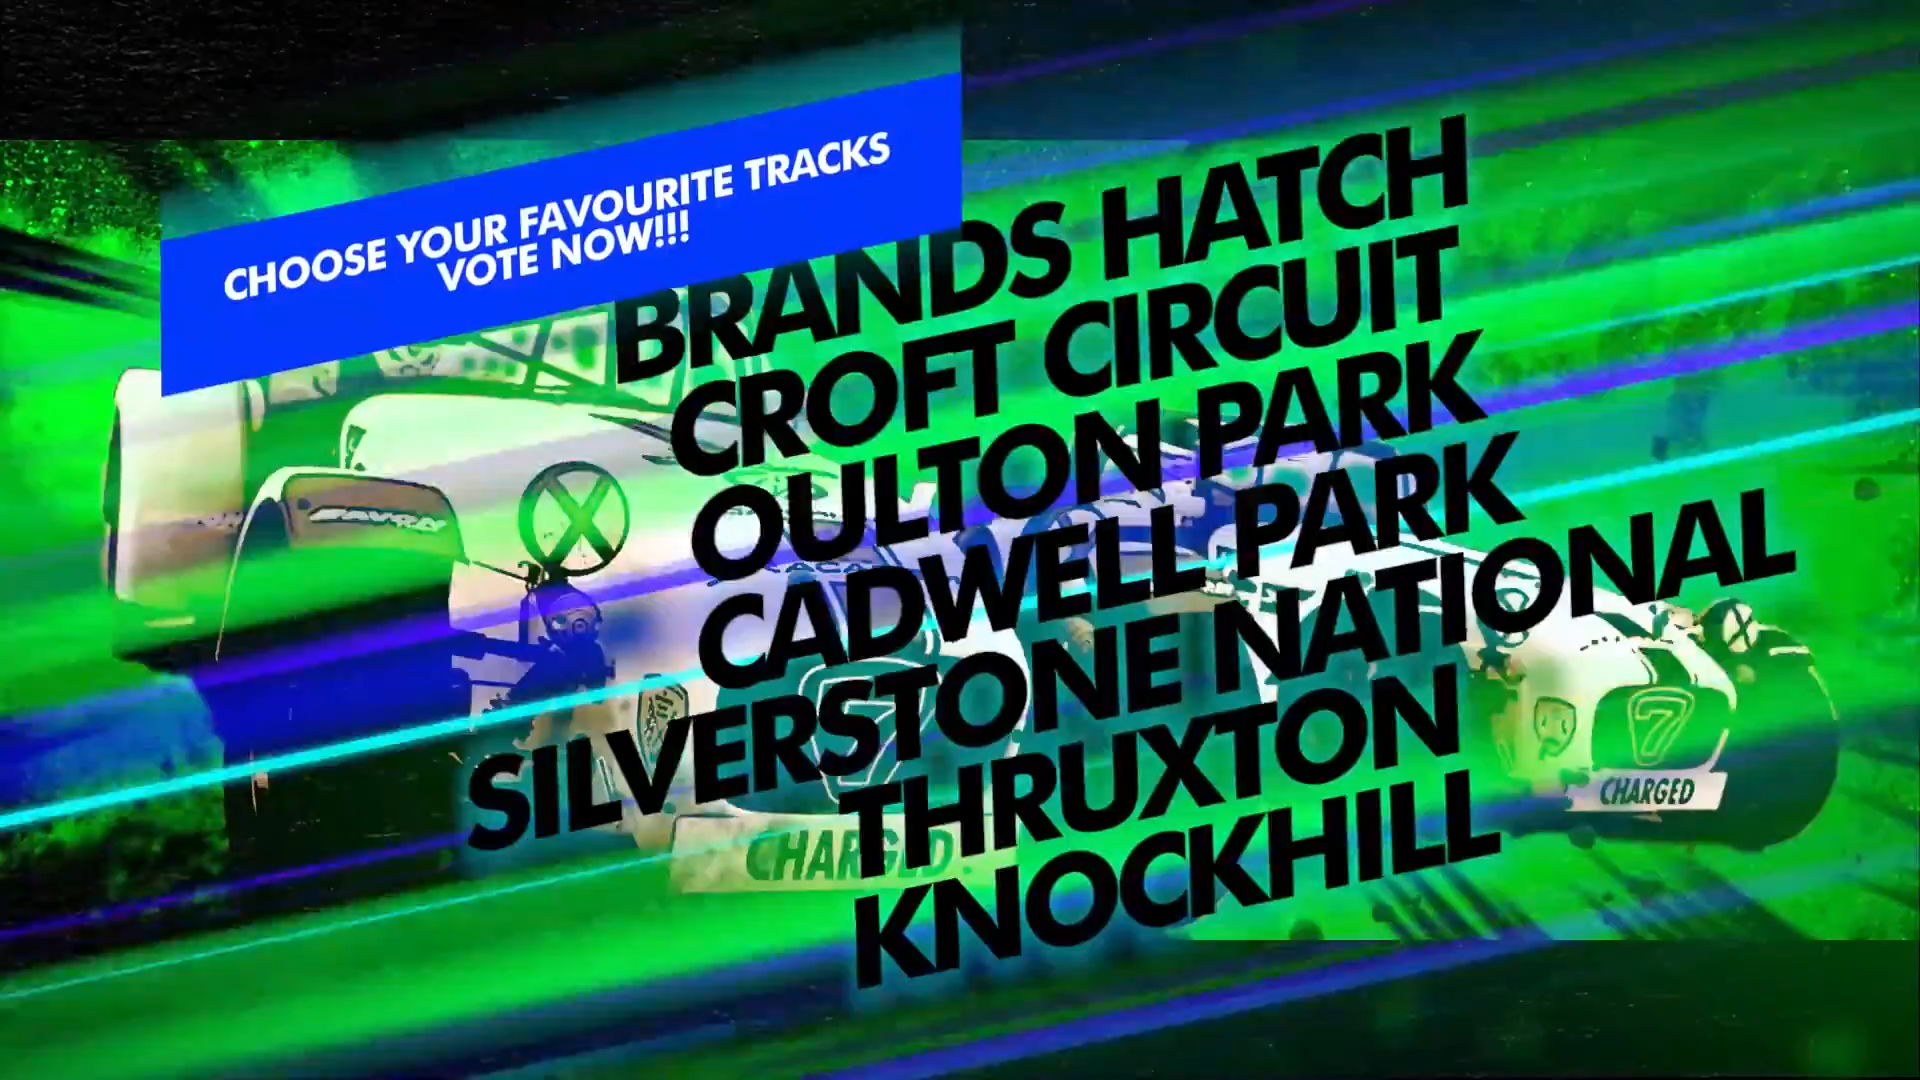 CHOOSE YOUR FAVOURITE TRACKS
VOTE NOW!!!
BRANDS HATCH
CROFT CIRCUIT
OULTON PARK
CADWELL PARK
SILVERSTONE NATIONAL
THRUXTON
KNOCKHILL
7
7
CHARGED
CHARGED